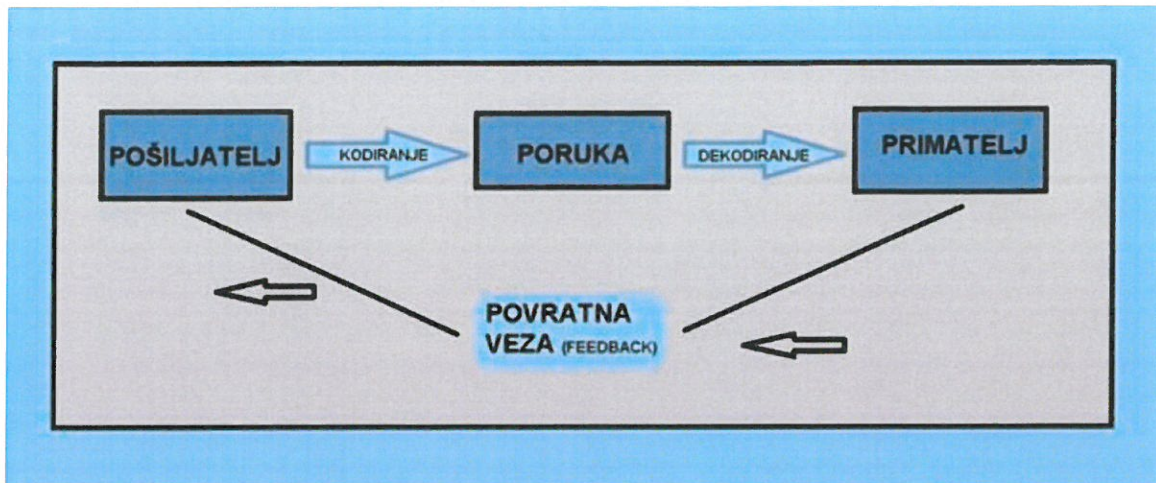 POŠILJATELJ
KODIRANJE
PORUKA
DEKODIRANJE
PRIMATELJ
POVRATNA
VEZA (FEEDBACK)